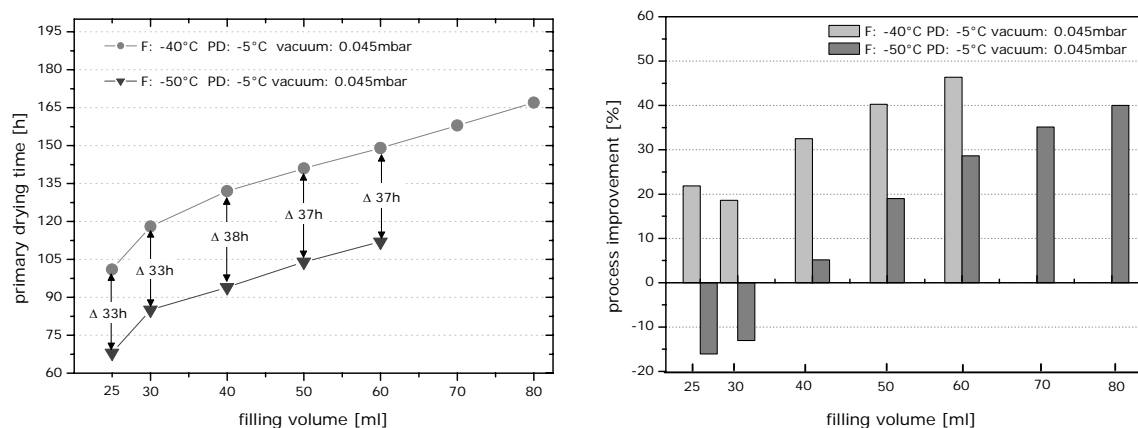 195
180
165
150
135
120
105
90
75
60
primary drying time [h]
F: -40°C PD: -5°C vacuum: 0.045mbar
F: -50°C PD: -5°C vacuum: 0.045mbar
Δ 33h
Δ 33h
Δ 38h
Δ 37h
Δ 37h
25 30 40 50 60 70 80
filling volume [ml]
60
50
40
30
20
10
0
-10
-20
process improvement [%]
F: -40°C PD: -5°C vacuum: 0.045mbar
F: -50°C PD: -5°C vacuum: 0.045mbar
25 30 40 50 60 70 80
filling volume [ml]